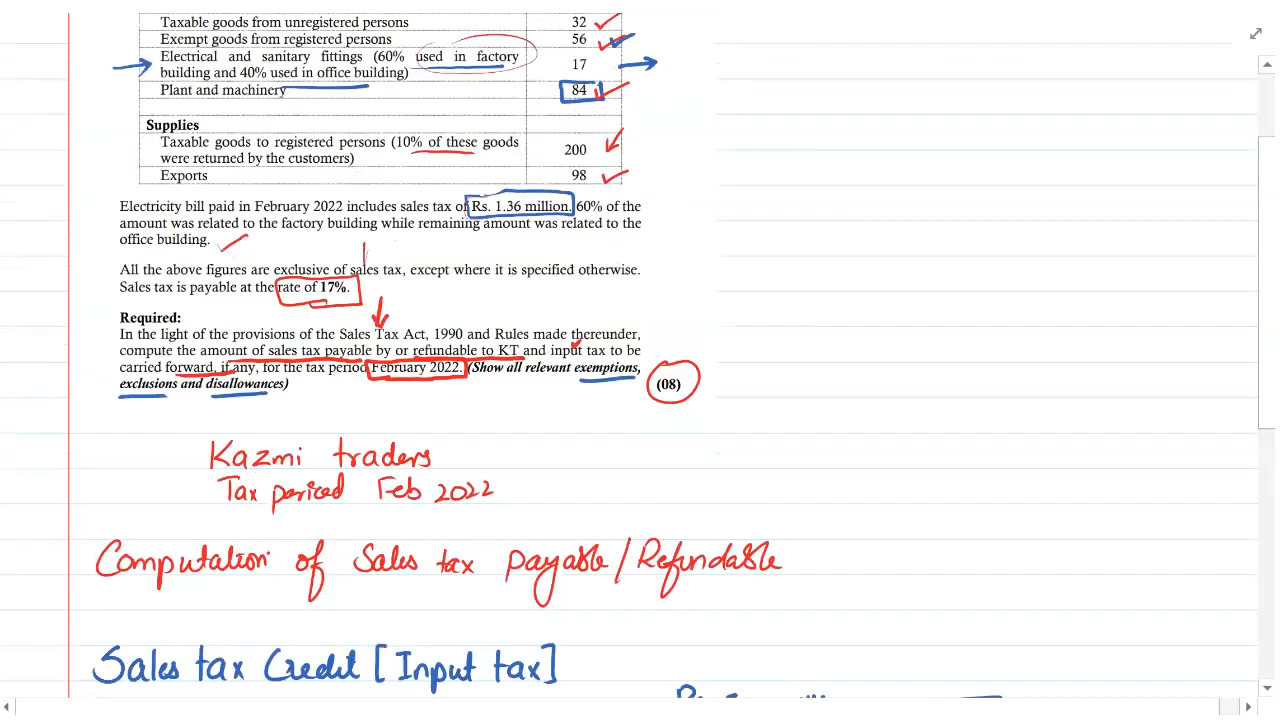 Taxable goods from unregistered persons 32
Exempt goods from registered persons 56
Electrical and sanitary fittings (60% used in factory
building and 40% used in office building) 17
Plant and machinery 84
Supplies
Taxable goods to registered persons (10% of these goods
were returned by the customers) 200
Exports 98
Electricity bill paid in February 2022 includes sales tax of Rs. 1.36 million. 60% of the
amount was related to the factory building while remaining amount was related to the
office building.
All the above figures are exclusive of sales tax, except where it is specified otherwise.
Sales tax is payable at the rate of 17%.
Required:
In the light of the provisions of the Sales Tax Act, 1990 and Rules made thereunder,
compute the amount of sales tax payable by or refundable to KT and input tax to be
carried forward, if any, for the tax period February 2022. (Show all relevant exemptions,
exclusions and disallowances) (08)
Kazmi traders
Tax period Feb 2022
Computation of Sales tax payable/Refundable
Sales tax Credit [Input tax]